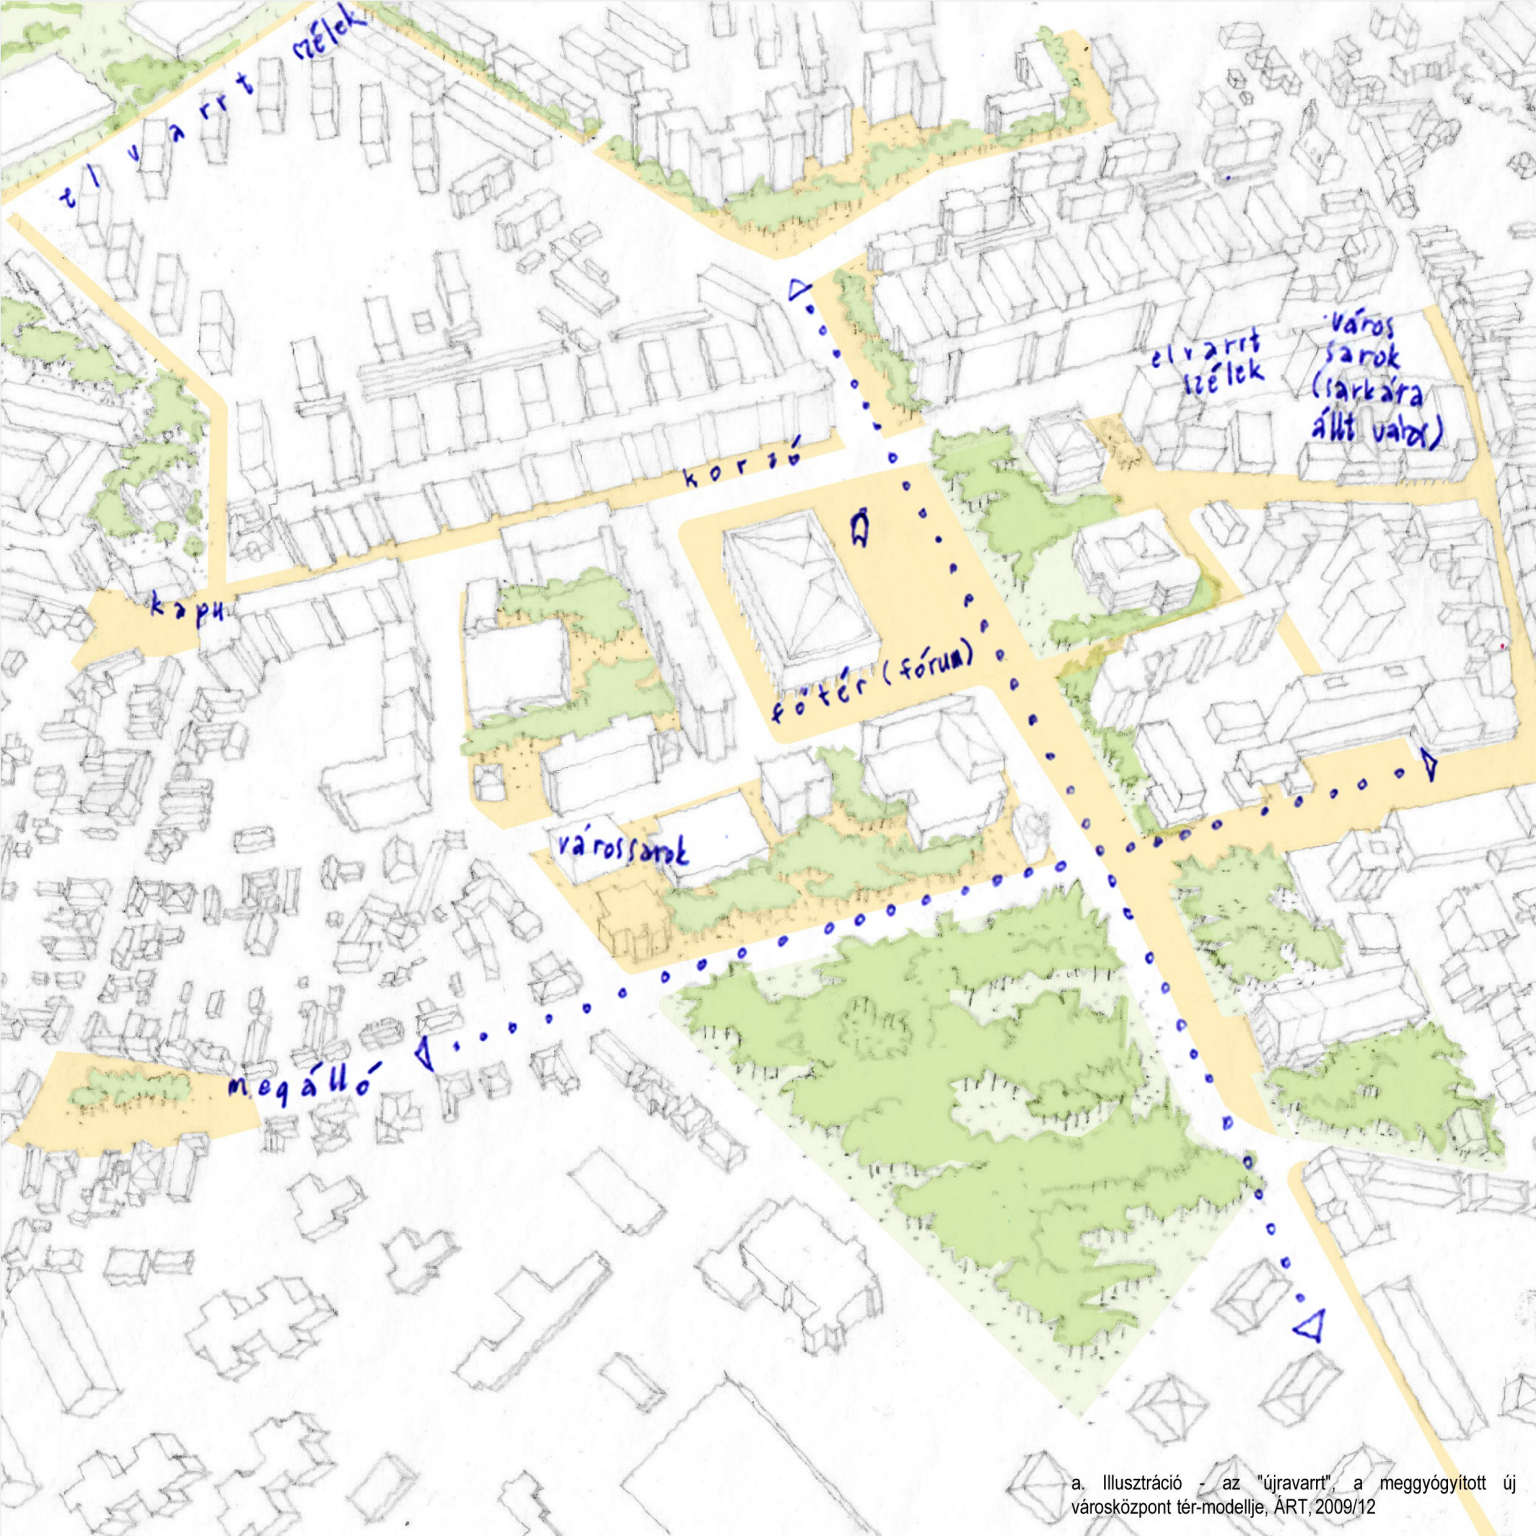 elvarrt szélek
elvarrt
szélek
város
sarok
(sarkára
állt város)
korzó
kapu
főtér (fórum)
várossarok
megálló
a. Illusztráció - az "újravarrt", a meggyógyított új
városközpont tér-modellje, ÁRT, 2009/12